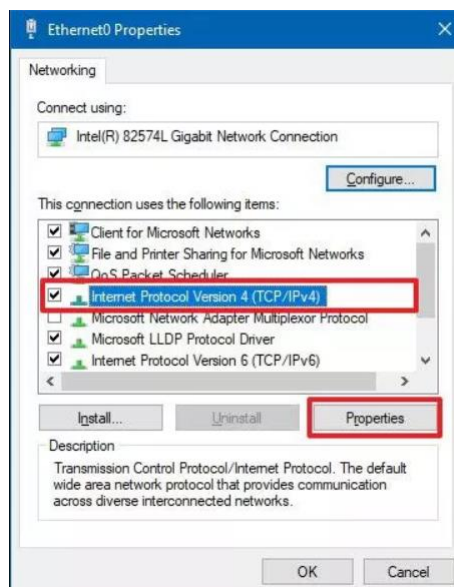 Ethernet0 Properties
Networking
Connect using:
Intel(R) 82574L Gigabit Network Connection
Configure...
This connection uses the following items:
Client for Microsoft Networks
File and Printer Sharing for Microsoft Networks
QoS Packet Scheduler
Internet Protocol Version 4 (TCP/IPv4)
Microsoft Network Adapter Multiplexor Protocol
Microsoft LLDP Protocol Driver
Internet Protocol Version 6 (TCP/IPv6)
Install... Uninstall Properties
Description
Transmission Control Protocol/Internet Protocol. The default
wide area network protocol that provides communication
across diverse interconnected networks.
OK Cancel